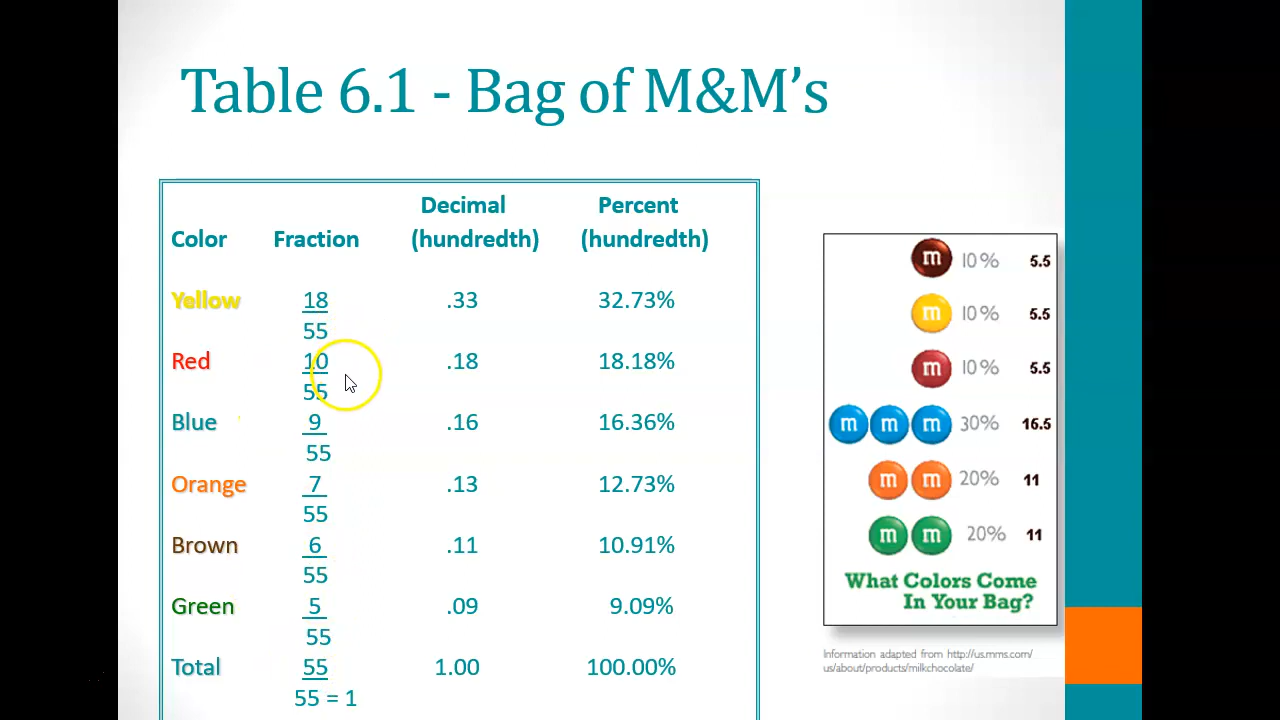 Table 6.1 - Bag of M&M’s
Decimal Percent
Color Fraction (hundredth) (hundredth)
Yellow 18 .33 32.73%
55
Red 10 .18 18.18%
55
Blue 9 .16 16.36%
55
Orange 7 .13 12.73%
55
Brown 6 .11 10.91%
55
Green 5 .09 9.09%
55
Total 55 1.00 100.00%
55 = 1
m 10% 5.5
m 10% 5.5
m 10% 5.5
m m m 30% 16.5
m m 20% 11
m m 20% 11
What Colors Come
In Your Bag?
Information adapted from http://us.mms.com/
us/about/products/milkchocolate/